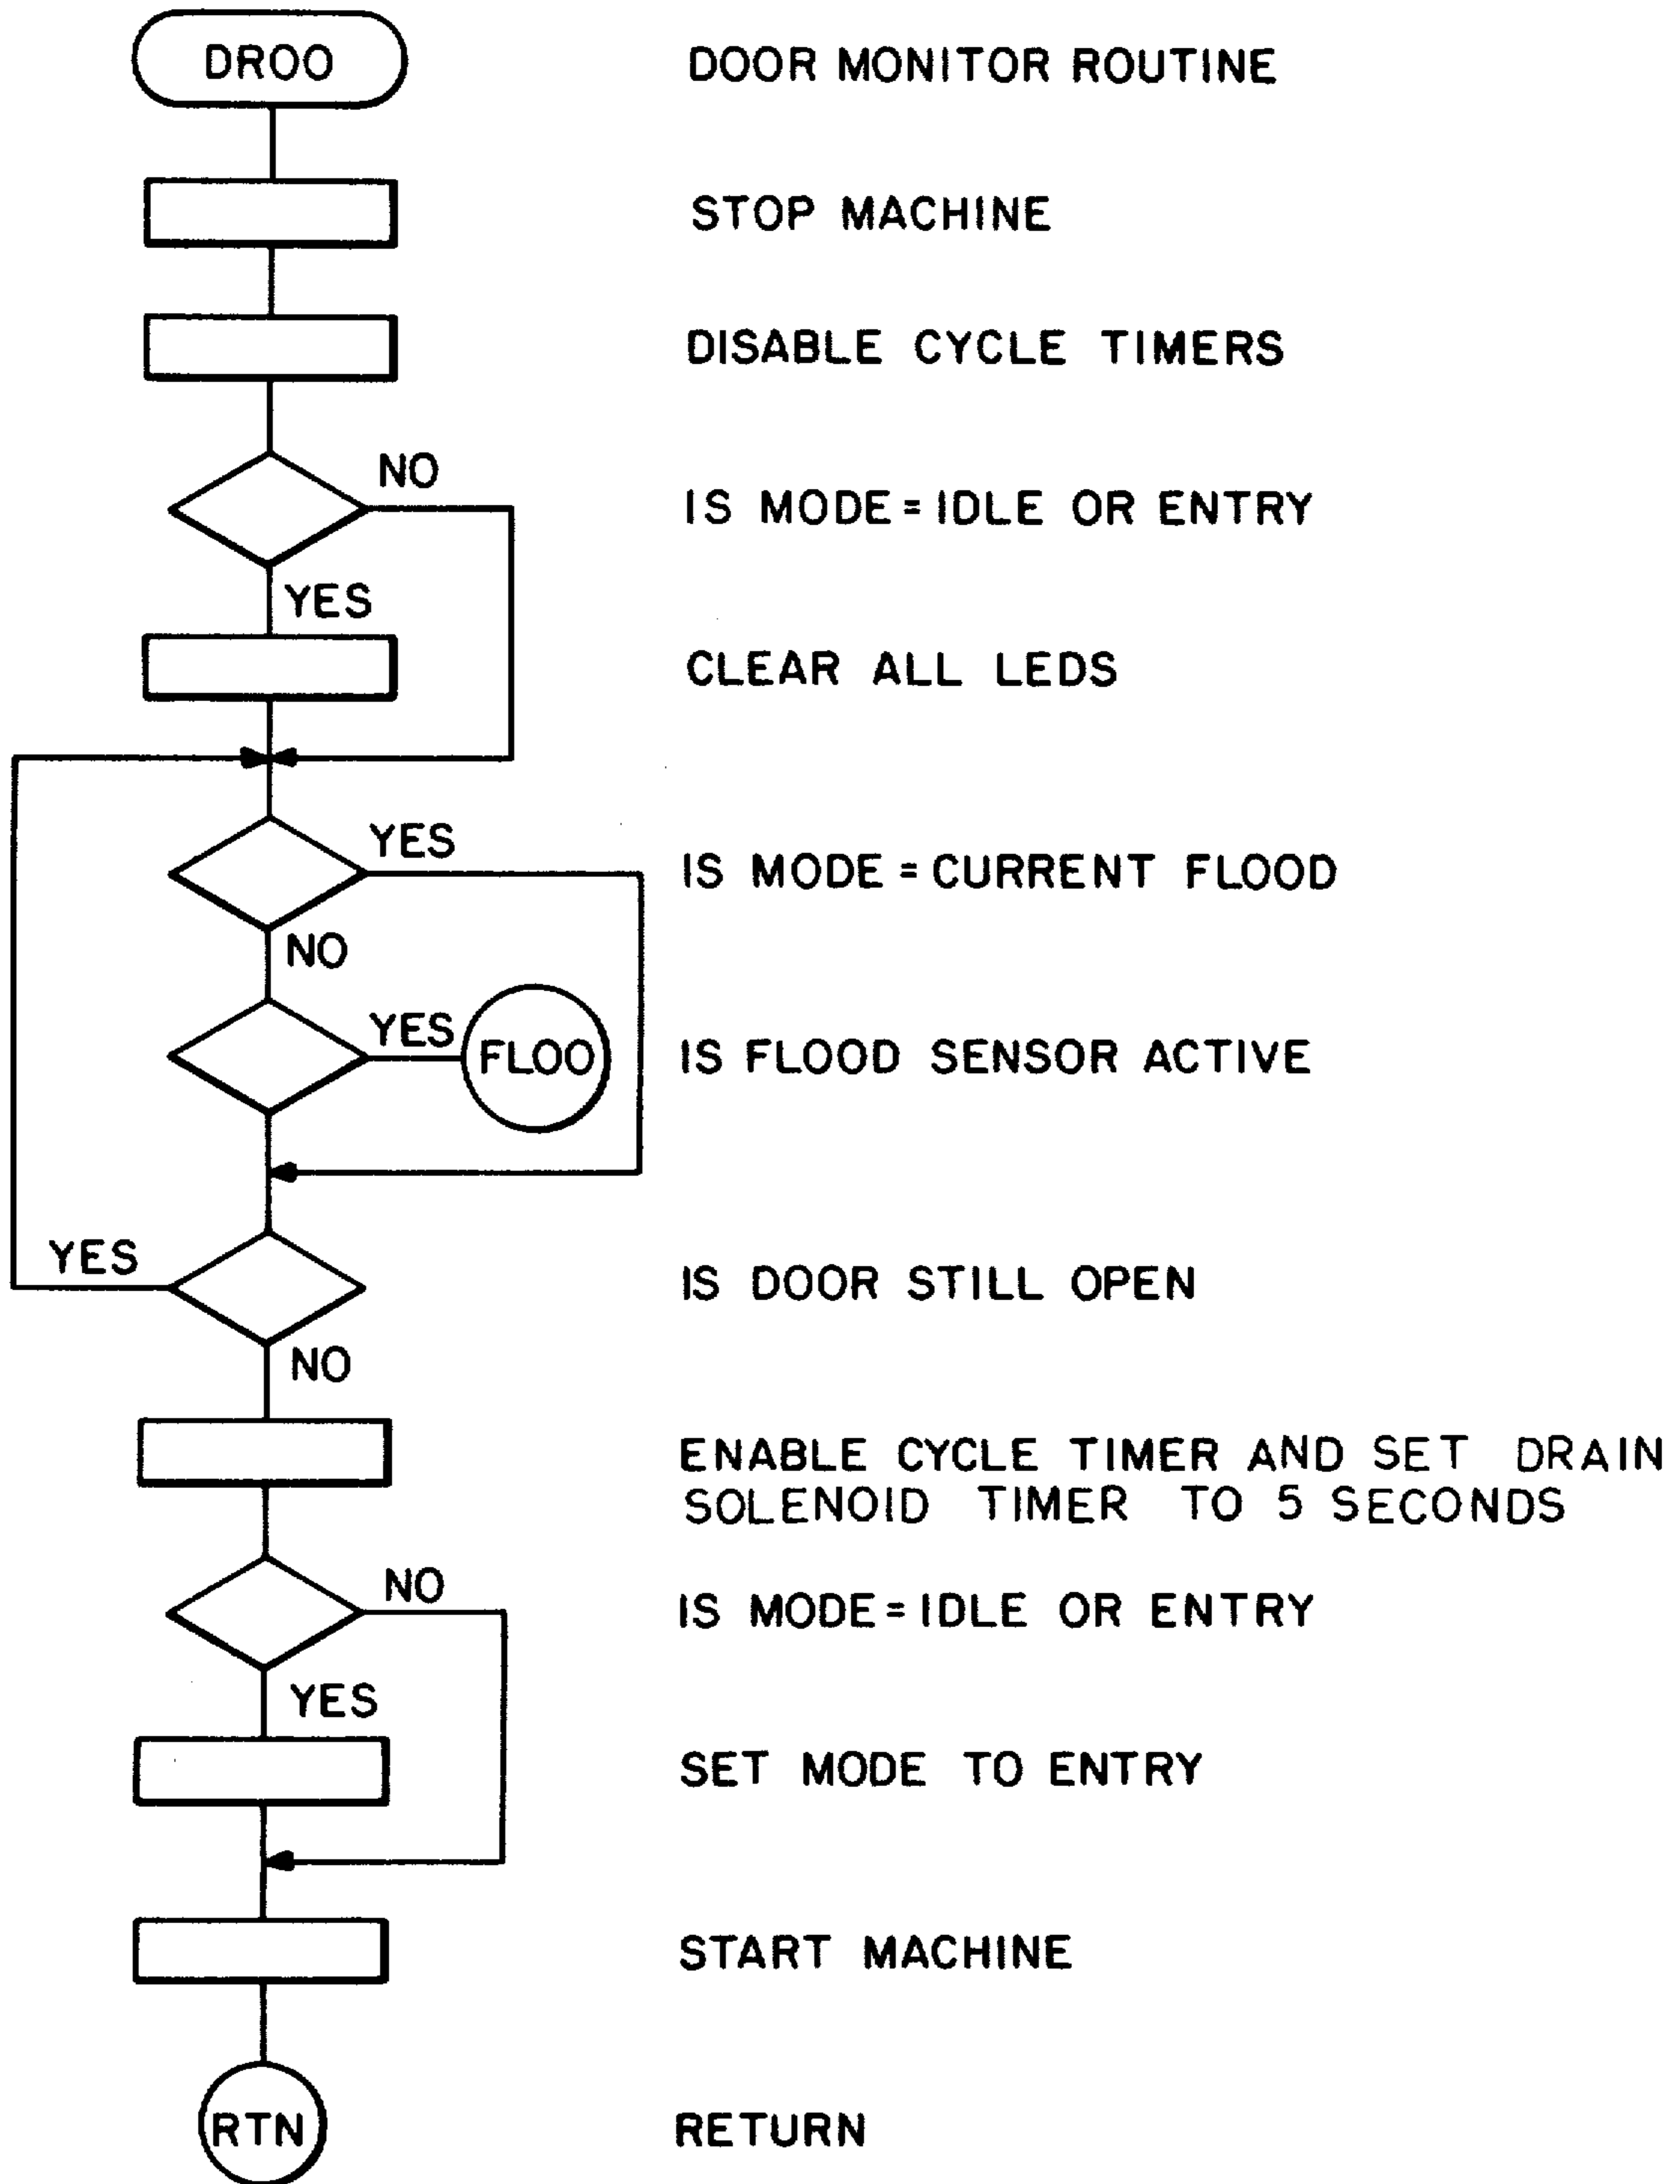 DROO DOOR MONITOR ROUTINE
STOP MACHINE
DISABLE CYCLE TIMERS
NO
IS MODE = IDLE OR ENTRY
YES
CLEAR ALL LEDS
YES
IS MODE = CURRENT FLOOD
NO
YES
FLOO IS FLOOD SENSOR ACTIVE
YES
IS DOOR STILL OPEN
NO
ENABLE CYCLE TIMER AND SET DRAIN
SOLENOID TIMER TO 5 SECONDS
NO
IS MODE = IDLE OR ENTRY
YES
SET MODE TO ENTRY
START MACHINE
RTN RETURN